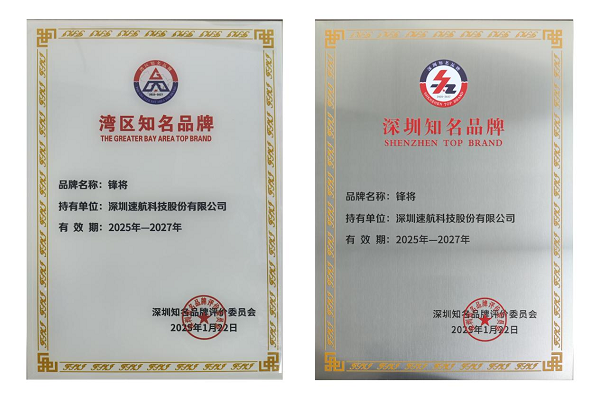 湾区知名品牌
THE GREATER BAY AREA TOP BRAND
品牌名称：锋将
持有单位：深圳速航科技股份有限公司
有 效 期：2025年—2027年
深圳知名品牌评价委员会
2025年1月22日
深圳知名品牌
SHENZHEN TOP BRAND
品牌名称：锋将
持有单位：深圳速航科技股份有限公司
有 效 期：2025年—2027年
深圳知名品牌评价委员会
2025年1月22日